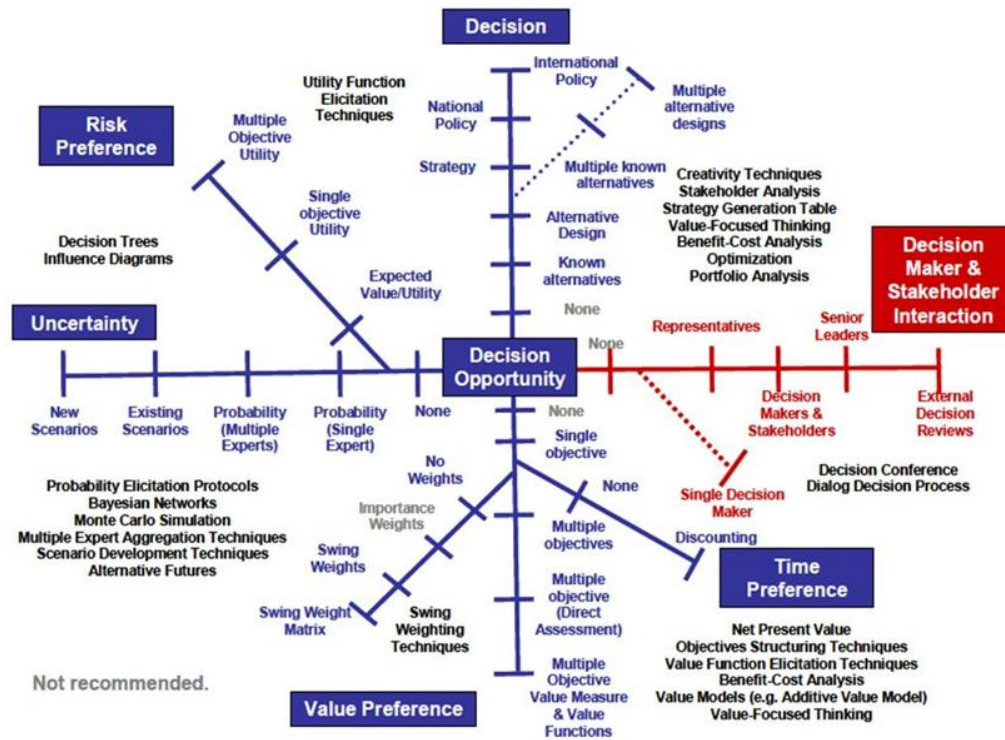 Decision
International
Policy
Utility Function
Elicitation
Techniques
National
Policy
Multiple
alternative
designs
Risk
Preference
Multiple
Objective
Utility
Strategy
Multiple known
alternatives
Creativity Techniques
Stakeholder Analysis
Strategy Generation Table
Value-Focused Thinking
Benefit-Cost Analysis
Optimization
Portfolio Analysis
Single
objective
Utility
Alternative
Design
Decision
Maker &
Stakeholder
Interaction
Decision Trees
Influence Diagrams
Expected
Value/Utility
Known
alternatives
None
Uncertainty
Representatives
Senior
Leaders
None
Decision
Opportunity
New
Scenarios
Existing
Scenarios
Probability
(Multiple
Experts)
Probability
(Single
Expert)
None
None
Decision
Makers &
Stakeholders
External
Decision
Reviews
Single
objective
No
Weights
None
Single Decision
Maker
Decision Conference
Dialog Decision Process
Probability Elicitation Protocols
Bayesian Networks
Monte Carlo Simulation
Multiple Expert Aggregation Techniques
Scenario Development Techniques
Alternative Futures
Importance
Weights
Multiple
objectives
Discounting
Swing
Weights
Time
Preference
Swing Weight
Matrix
Swing
Weighting
Techniques
Multiple
objective
(Direct
Assessment)
Net Present Value
Objectives Structuring Techniques
Value Function Elicitation Techniques
Benefit-Cost Analysis
Value Models (e.g. Additive Value Model)
Value-Focused Thinking
Not recommended.
Value Preference
Multiple
Objective
Value Measure
& Value
Functions